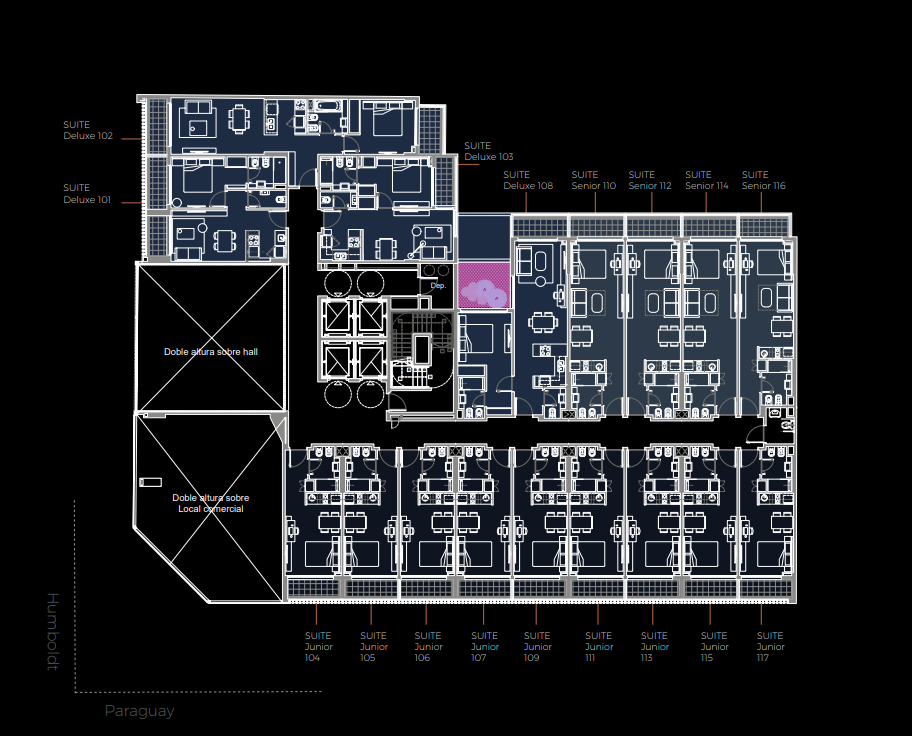 SUITE
Deluxe 102
SUITE
Deluxe 103
SUITE
Deluxe 101
SUITE
Deluxe 108
SUITE
Senior 110
SUITE
Senior 112
SUITE
Senior 114
SUITE
Senior 116
Dep.
Doble altura sobre hall
Doble altura sobre
Local comercial
SUITE
Junior
104
SUITE
Junior
105
SUITE
Junior
106
SUITE
Junior
107
SUITE
Junior
109
SUITE
Junior
111
SUITE
Junior
113
SUITE
Junior
115
SUITE
Junior
117
Humboldt
Paraguay